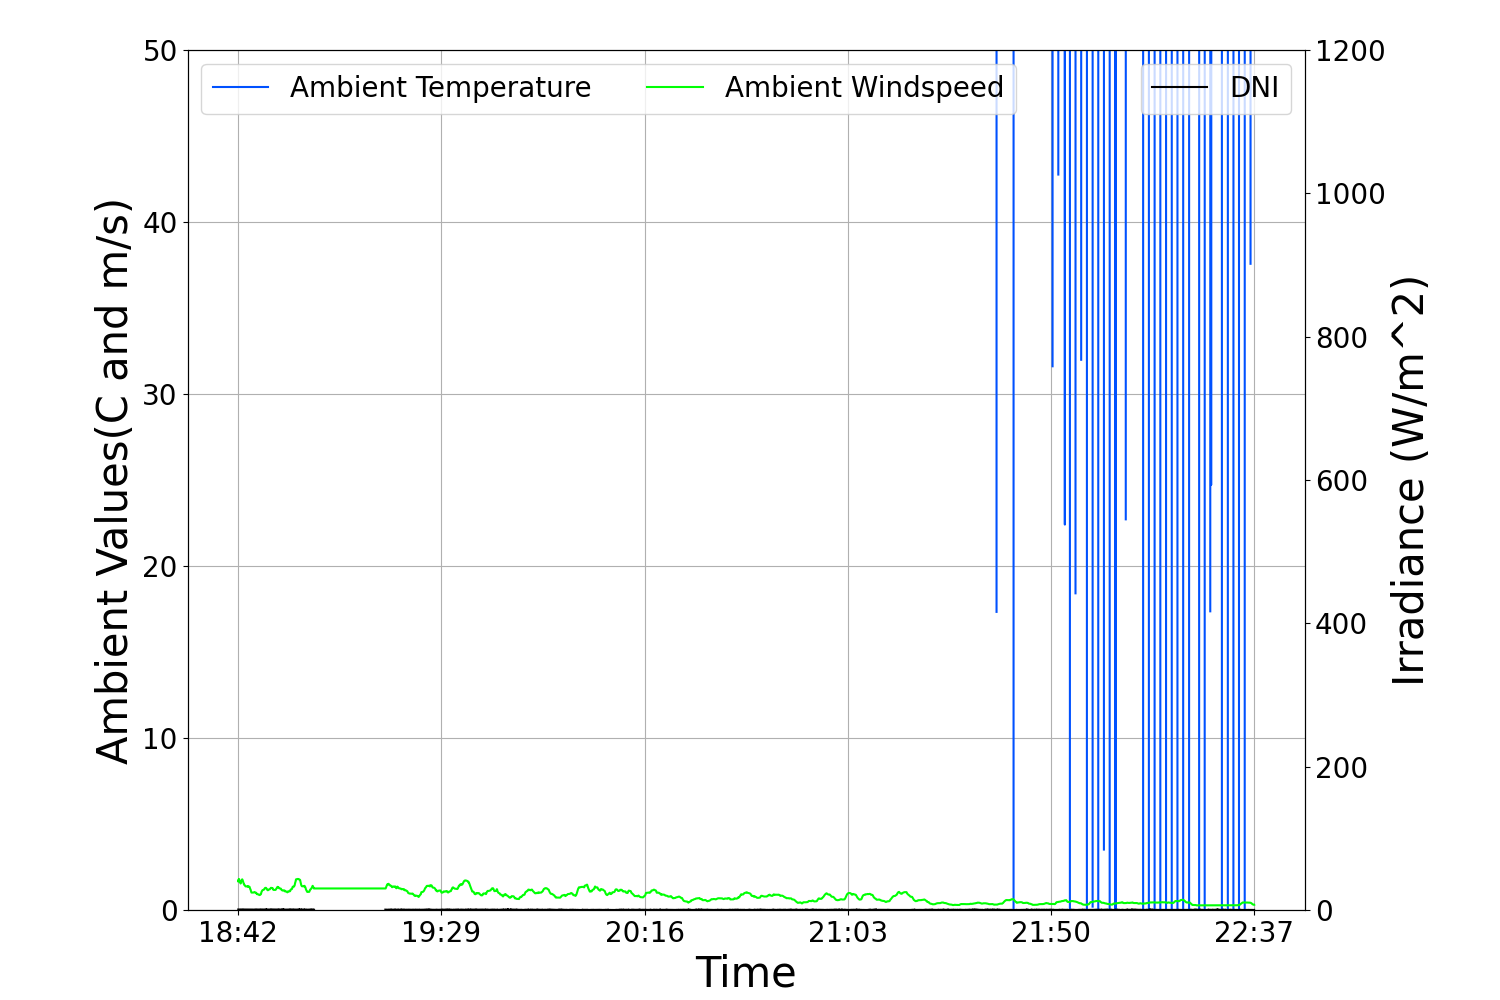 Ambient Temperature Ambient Windspeed DNI
50
40
30
20
10
0
Ambient Values(C and m/s)
1200
1000
800
600
400
200
0
Irradiance (W/m^2)
18:42 19:29 20:16 21:03 21:50 22:37
Time